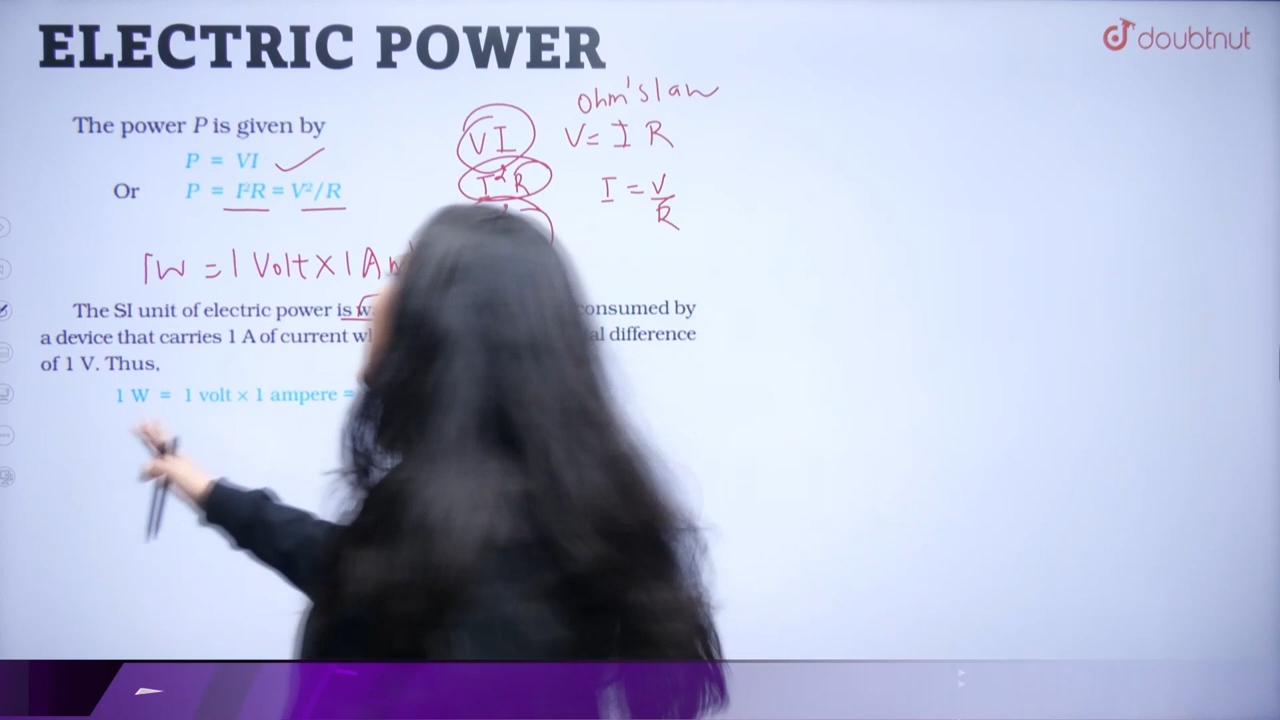 ELECTRIC POWER
doubtnut
The power P is given by
P = VI
Or P = I²R = V²/R
VI
I²R
Ohm's law
V = I R
I = V/R
1W = 1 Volt X 1 Am
The SI unit of electric power is w onsumed by
a device that carries 1 A of current al difference
of 1 V. Thus,
1 W = 1 volt × 1 ampere =